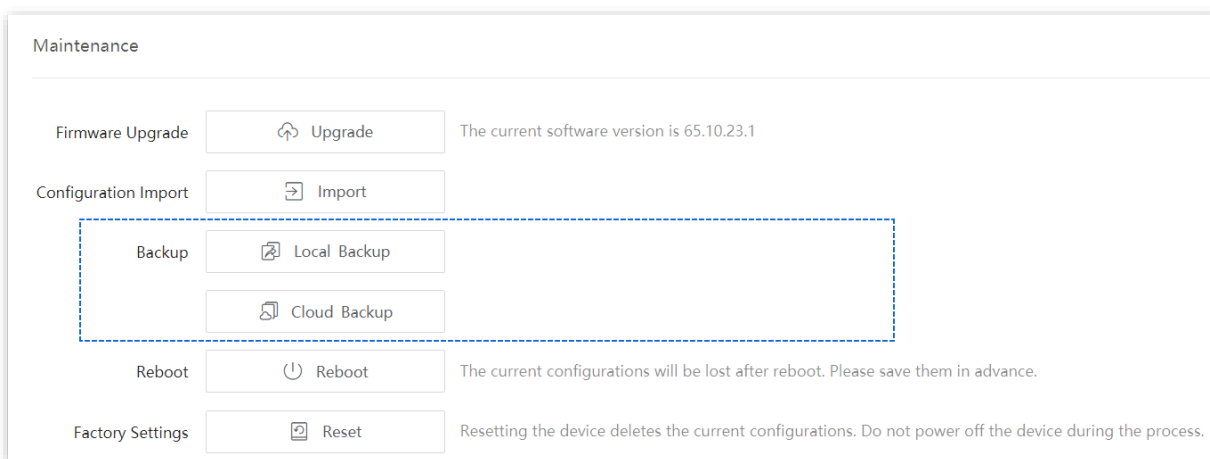 Maintenance
Firmware Upgrade Upgrade The current software version is 65.10.23.1
Configuration Import Import
Backup Local Backup
Cloud Backup
Reboot Reboot The current configurations will be lost after reboot. Please save them in advance.
Factory Settings Reset Resetting the device deletes the current configurations. Do not power off the device during the process.